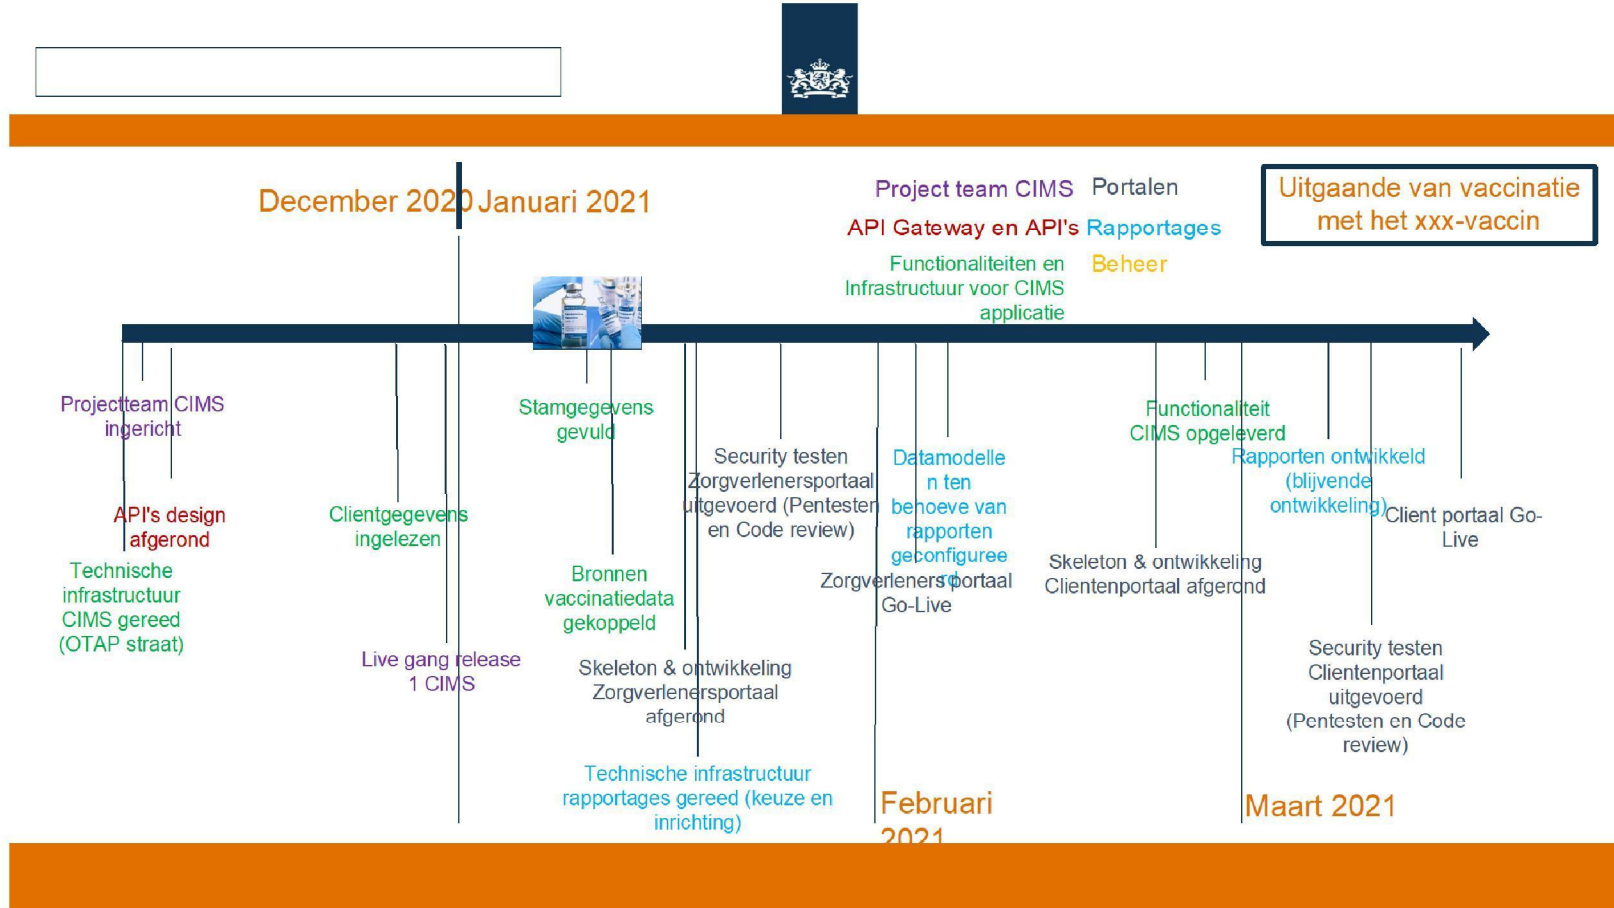 December 2020
Januari 2021
Project team CIMS
Portalen
API Gateway en API's
Rapportages
Functionaliteiten en
Infrastructuur voor CIMS
applicatie
Beheer
Uitgaande van vaccinatie
met het xxx-vaccin
Projectteam CIMS
ingericht
API's design
afgerond
Technische
infrastructuur
CIMS gereed
(OTAP straat)
Clientgegevens
ingelezen
Live gang release
1 CIMS
Stamgegevens
gevuld
Bronnen
vaccinatiedata
gekoppeld
Skeleton & ontwikkeling
Zorgverlenersportaal
afgerond
Technische infrastructuur
rapportages gereed (keuze en
inrichting)
Security testen
Zorgverlenersportaal
uitgevoerd (Pentesten
en Code review)
Datamodelle
n ten
behoeve van
rapporten
geconfiguree
rd
Zorgverleners portaal
Go-Live
Februari
2021
Functionaliteit
CIMS opgeleverd
Skeleton & ontwikkeling
Clientenportaal afgerond
Rapporten ontwikkeld
(blijvende
ontwikkeling)
Client portaal Go-
Live
Security testen
Clientenportaal
uitgevoerd
(Pentesten en Code
review)
Maart 2021